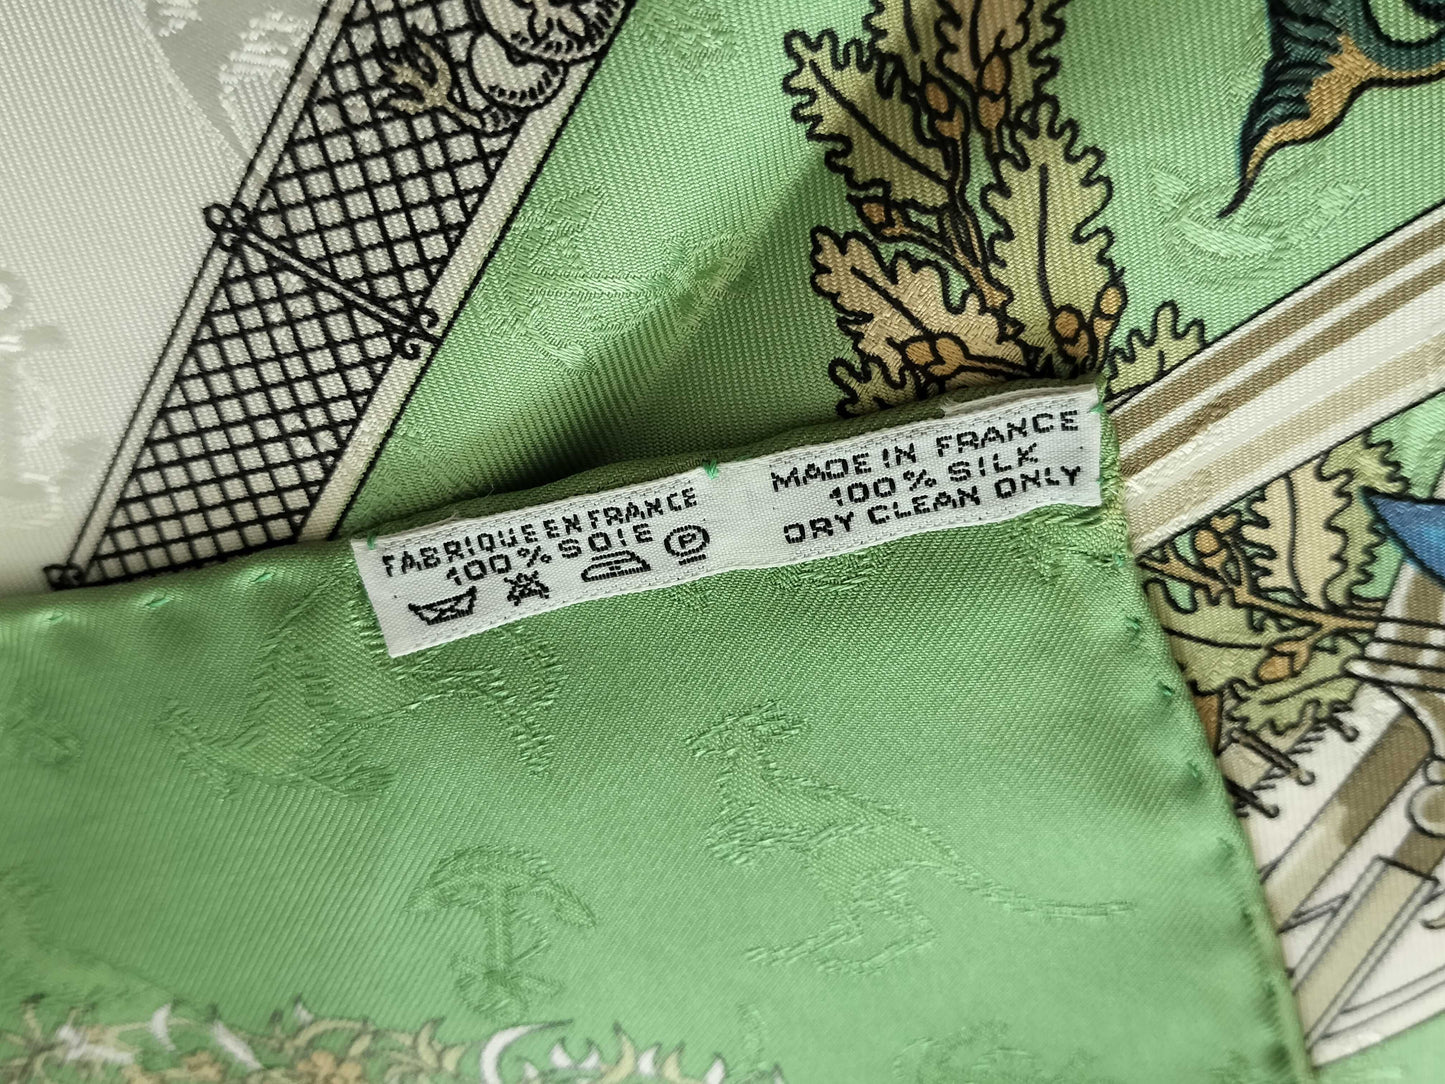 FABRIQUE EN FRANCE
100% SOIE
P
MADE IN FRANCE
100% SILK
DRY CLEAN ONLY